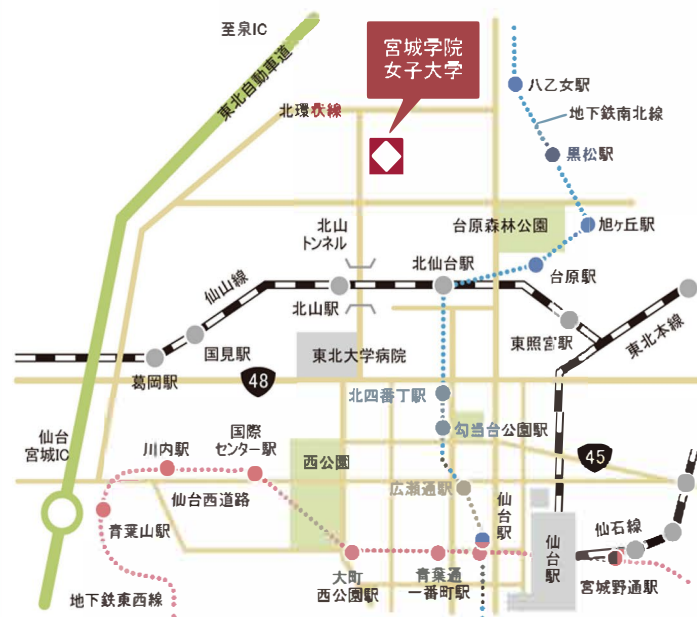 至泉IC
東北自動車道
宮城学院
女子大学
北環状線
八乙女駅
地下鉄南北線
黒松駅
旭ヶ丘駅
台原森林公園
台原駅
北山
トンネル
北仙台駅
仙山線
北山駅
東照宮駅
東北本線
国見駅
葛岡駅
東北大学病院
48
北四番丁駅
勾当台公園駅
45
仙台
宮城IC
川内駅
国際
センター駅
西公園
仙台西道路
広瀬通駅
仙台駅
青葉山駅
仙台駅
仙石線
大町
西公園駅
青葉通
一番町駅
宮城野通駅
地下鉄東西線